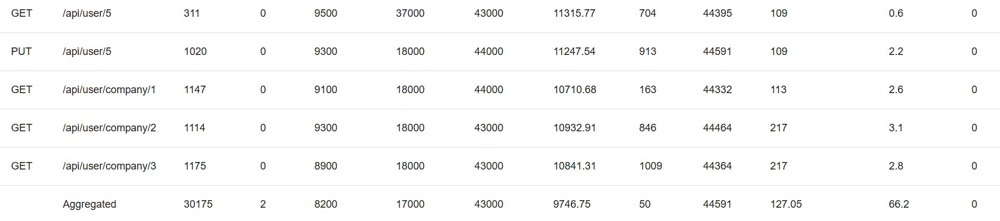 GET /api/user/5 311 0 9500 37000 43000 11315.77 704 44395 109 0.6 0
PUT /api/user/5 1020 0 9300 18000 44000 11247.54 913 44591 109 2.2 0
GET /api/user/company/1 1147 0 9100 18000 44000 10710.68 163 44332 113 2.6 0
GET /api/user/company/2 1114 0 9300 18000 43000 10932.91 846 44464 217 3.1 0
GET /api/user/company/3 1175 0 8900 18000 43000 10841.31 1009 44364 217 2.8 0
Aggregated 30175 2 8200 17000 43000 9746.75 50 44591 127.05 66.2 0